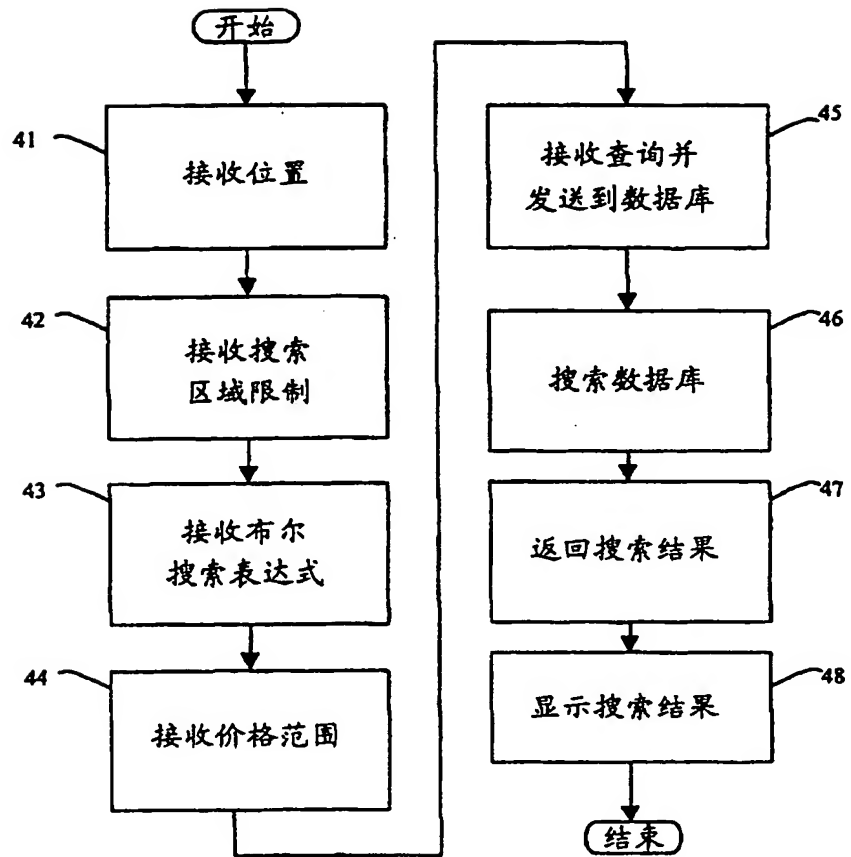 开始
41
接收位置
42
接收搜索
区域限制
43
接收布尔
搜索表达式
44
接收价格范围
45
接收查询并
发送到数据库
46
搜索数据库
47
返回搜索结果
48
显示搜索结果
结束